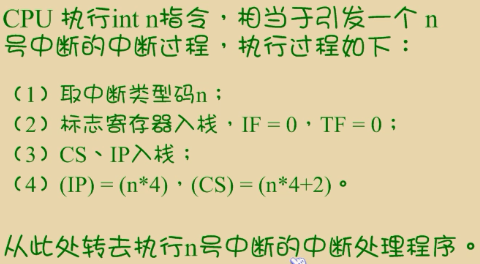 CPU 执行int n指令，相当于引发一个 n
号中断的中断过程，执行过程如下：
（1）取中断类型码n；
（2）标志寄存器入栈，IF = 0，TF = 0；
（3）CS、IP入栈；
（4）(IP) = (n*4)，(CS) = (n*4+2)。
从此处转去执行n号中断的中断处理程序。